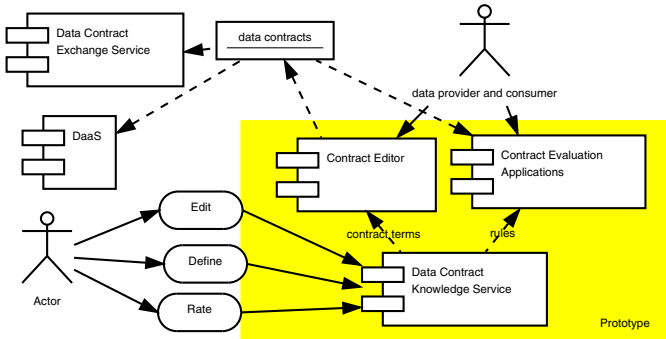 Data Contract
Exchange Service
data contracts
data provider and consumer
DaaS
Contract Editor
Contract Evaluation
Applications
Edit
contract terms
rules
Define
Data Contract
Knowledge Service
Actor
Rate
Prototype